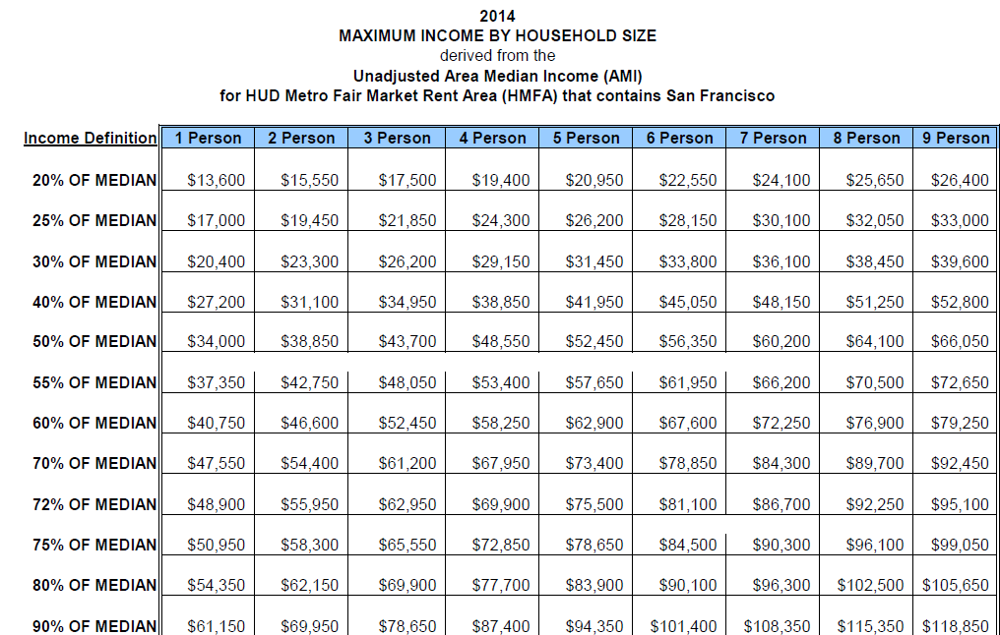 2014
MAXIMUM INCOME BY HOUSEHOLD SIZE
derived from the
Unadjusted Area Median Income (AMI)
for HUD Metro Fair Market Rent Area (HMFA) that contains San Francisco
Income Definition 1 Person 2 Person 3 Person 4 Person 5 Person 6 Person 7 Person 8 Person 9 Person
20% OF MEDIAN $13,600 $15,550 $17,500 $19,400 $20,950 $22,550 $24,100 $25,650 $26,400
25% OF MEDIAN $17,000 $19,450 $21,850 $24,300 $26,200 $28,150 $30,100 $32,050 $33,000
30% OF MEDIAN $20,400 $23,300 $26,200 $29,150 $31,450 $33,800 $36,100 $38,450 $39,600
40% OF MEDIAN $27,200 $31,100 $34,950 $38,850 $41,950 $45,050 $48,150 $51,250 $52,800
50% OF MEDIAN $34,000 $38,850 $43,700 $48,550 $52,450 $56,350 $60,200 $64,100 $66,050
55% OF MEDIAN $37,350 $42,750 $48,050 $53,400 $57,650 $61,950 $66,200 $70,500 $72,650
60% OF MEDIAN $40,750 $46,600 $52,450 $58,250 $62,900 $67,600 $72,250 $76,900 $79,250
70% OF MEDIAN $47,550 $54,400 $61,200 $67,950 $73,400 $78,850 $84,300 $89,700 $92,450
72% OF MEDIAN $48,900 $55,950 $62,950 $69,900 $75,500 $81,100 $86,700 $92,250 $95,100
75% OF MEDIAN $50,950 $58,300 $65,550 $72,850 $78,650 $84,500 $90,300 $96,100 $99,050
80% OF MEDIAN $54,350 $62,150 $69,900 $77,700 $83,900 $90,100 $96,300 $102,500 $105,650
90% OF MEDIAN $61,150 $69,950 $78,650 $87,400 $94,350 $101,400 $108,350 $115,350 $118,850